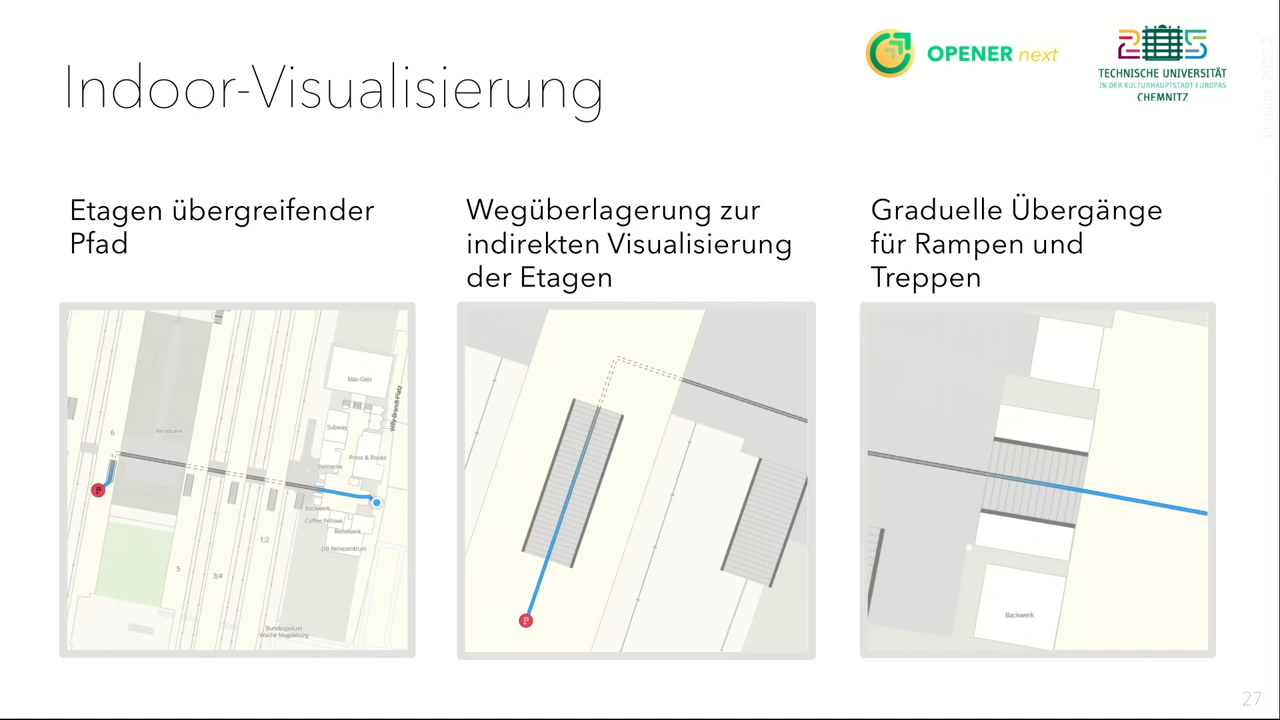 OPENER next
TECHNISCHE UNIVERSITÄT
IN DER KULTURHAUPTSTADT EUROPAS
CHEMNITZ
Indoor-Visualisierung
Etagen übergreifender
Pfad
Wegüberlagerung zur
indirekten Visualisierung
der Etagen
Graduelle Übergänge
für Rampen und
Treppen
Mäc-Geiz
Willy-Brandt-Platz
Subway
6
Reisebank
Press & Books
Steinecke
Backwerk
Coffee Fellows
Reisebank
1;2
DB Reisezentrum
5
3;4
Bundespolizei
Wache Magdeburg
Backwerk
27